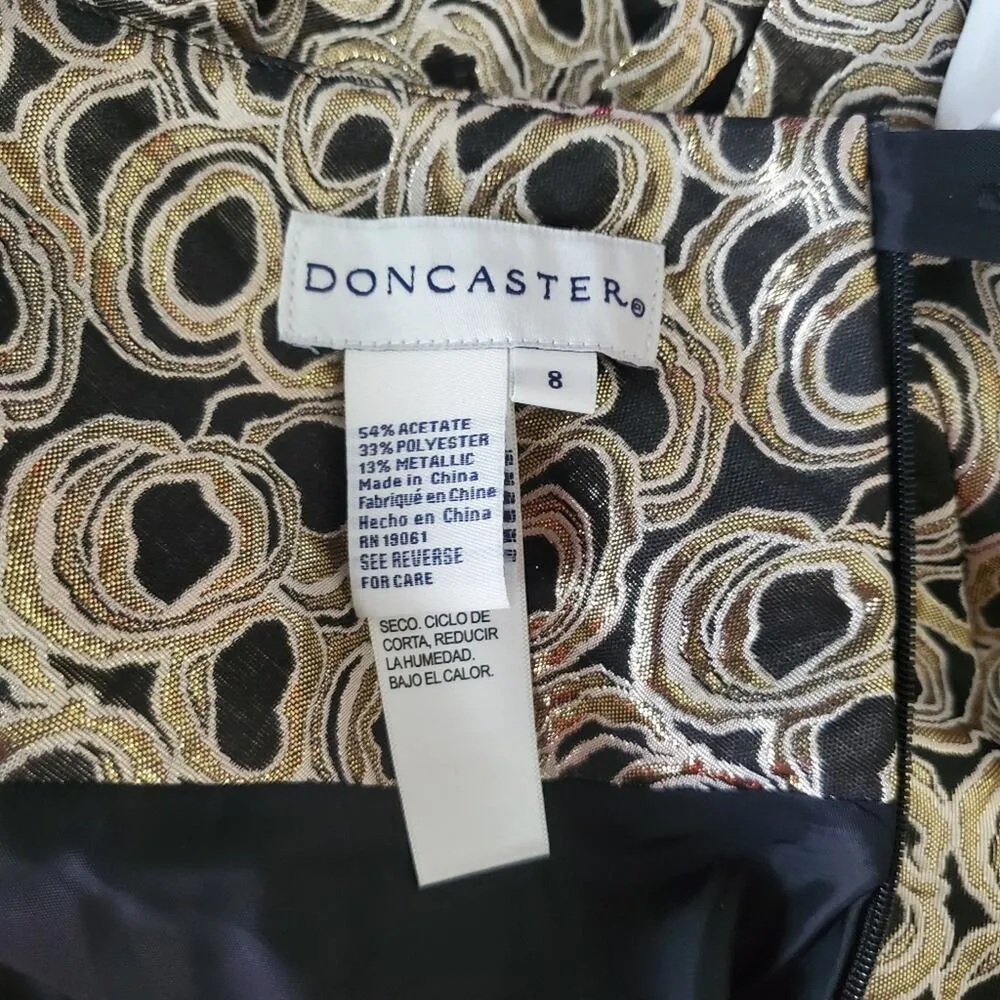 DONCASTER®
8
54% ACETATE
33% POLYESTER
13% METALLIC
Made in China
Fabriqué en Chine
Hecho en China
RN 19061
SEE REVERSE
FOR CARE
SECO. CICLO DE
CORTA, REDUCIR
LA HUMEDAD.
BAJO EL CALOR.